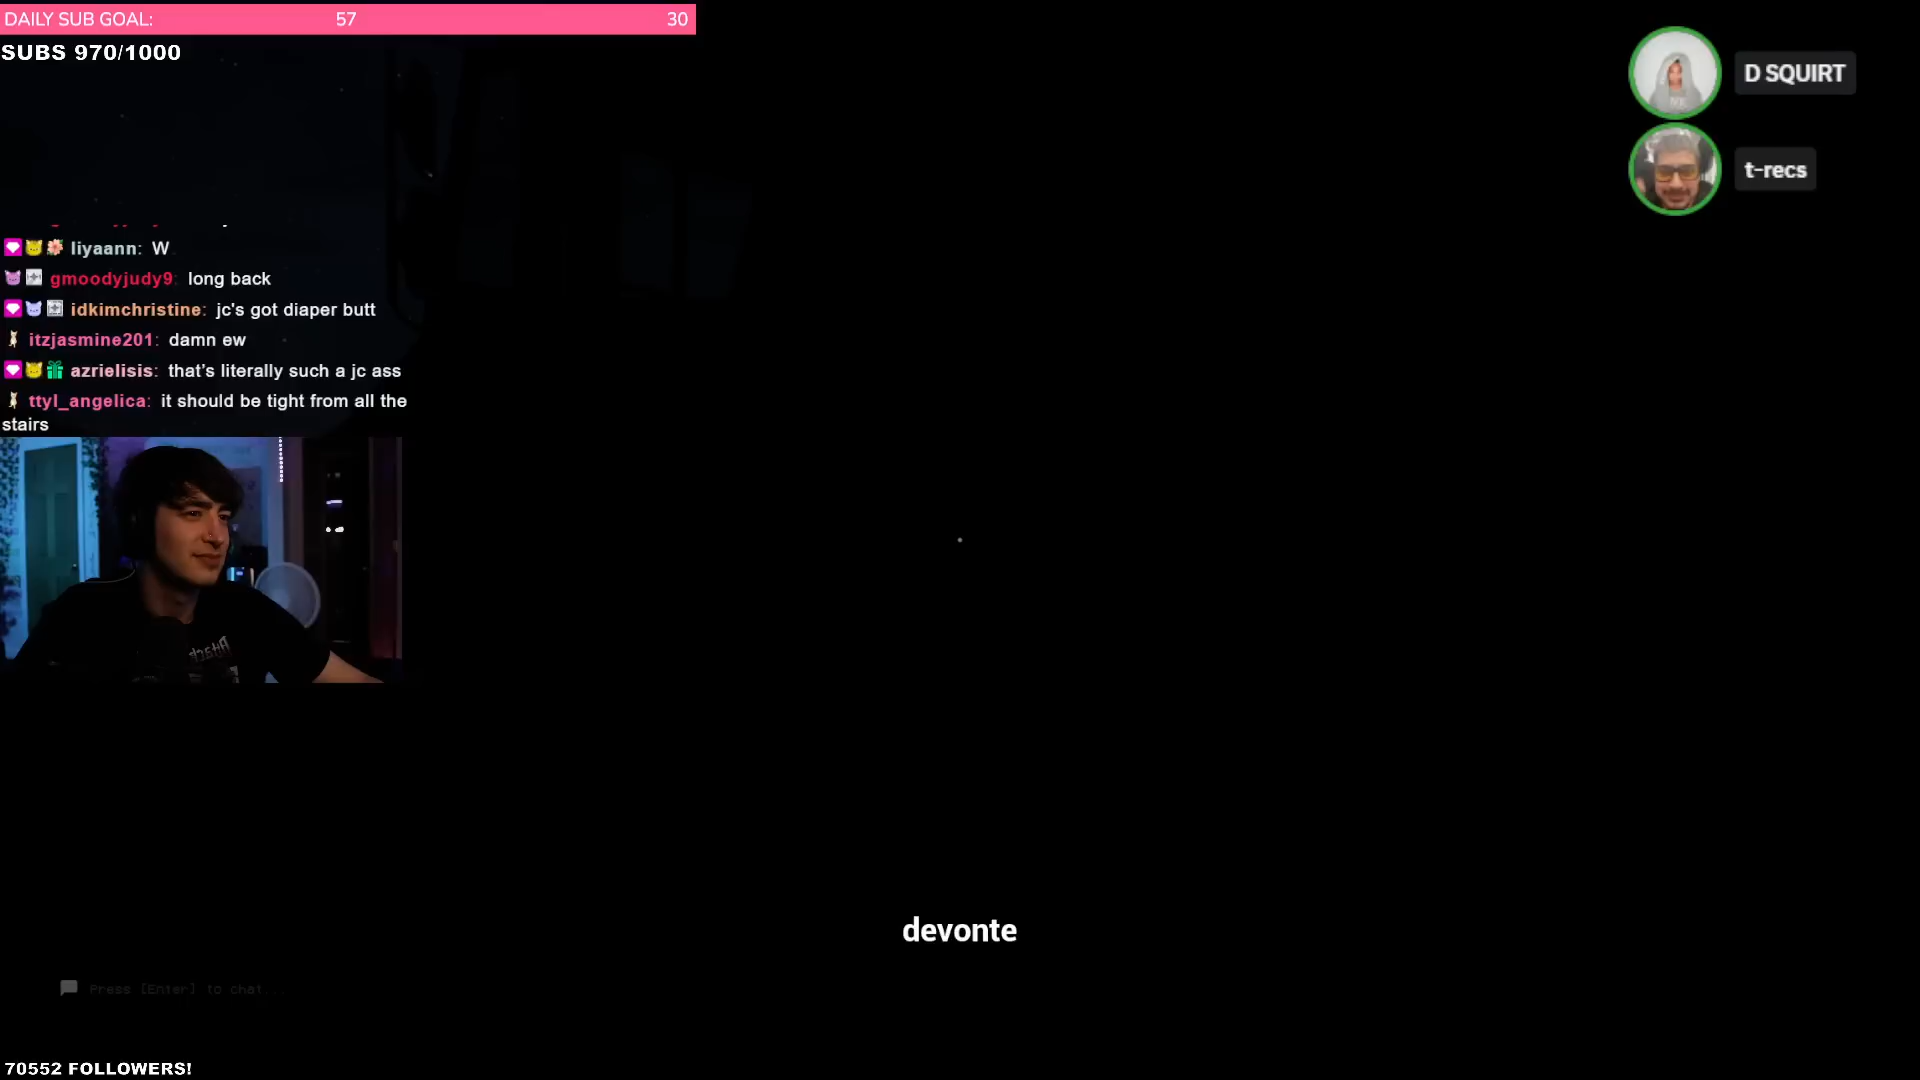 DAILY SUB GOAL: 57 30
SUBS 970/1000
D SQUIRT
t-recs
liyaann: W
gmoodyjudy9: long back
idkimchristine: jc's got diaper butt
itzjasmine201: damn ew
azrielisis: that's literally such a jc ass
ttyl_angelica: it should be tight from all the
stairs
devonte
Press [Enter] to chat...
70552 FOLLOWERS!